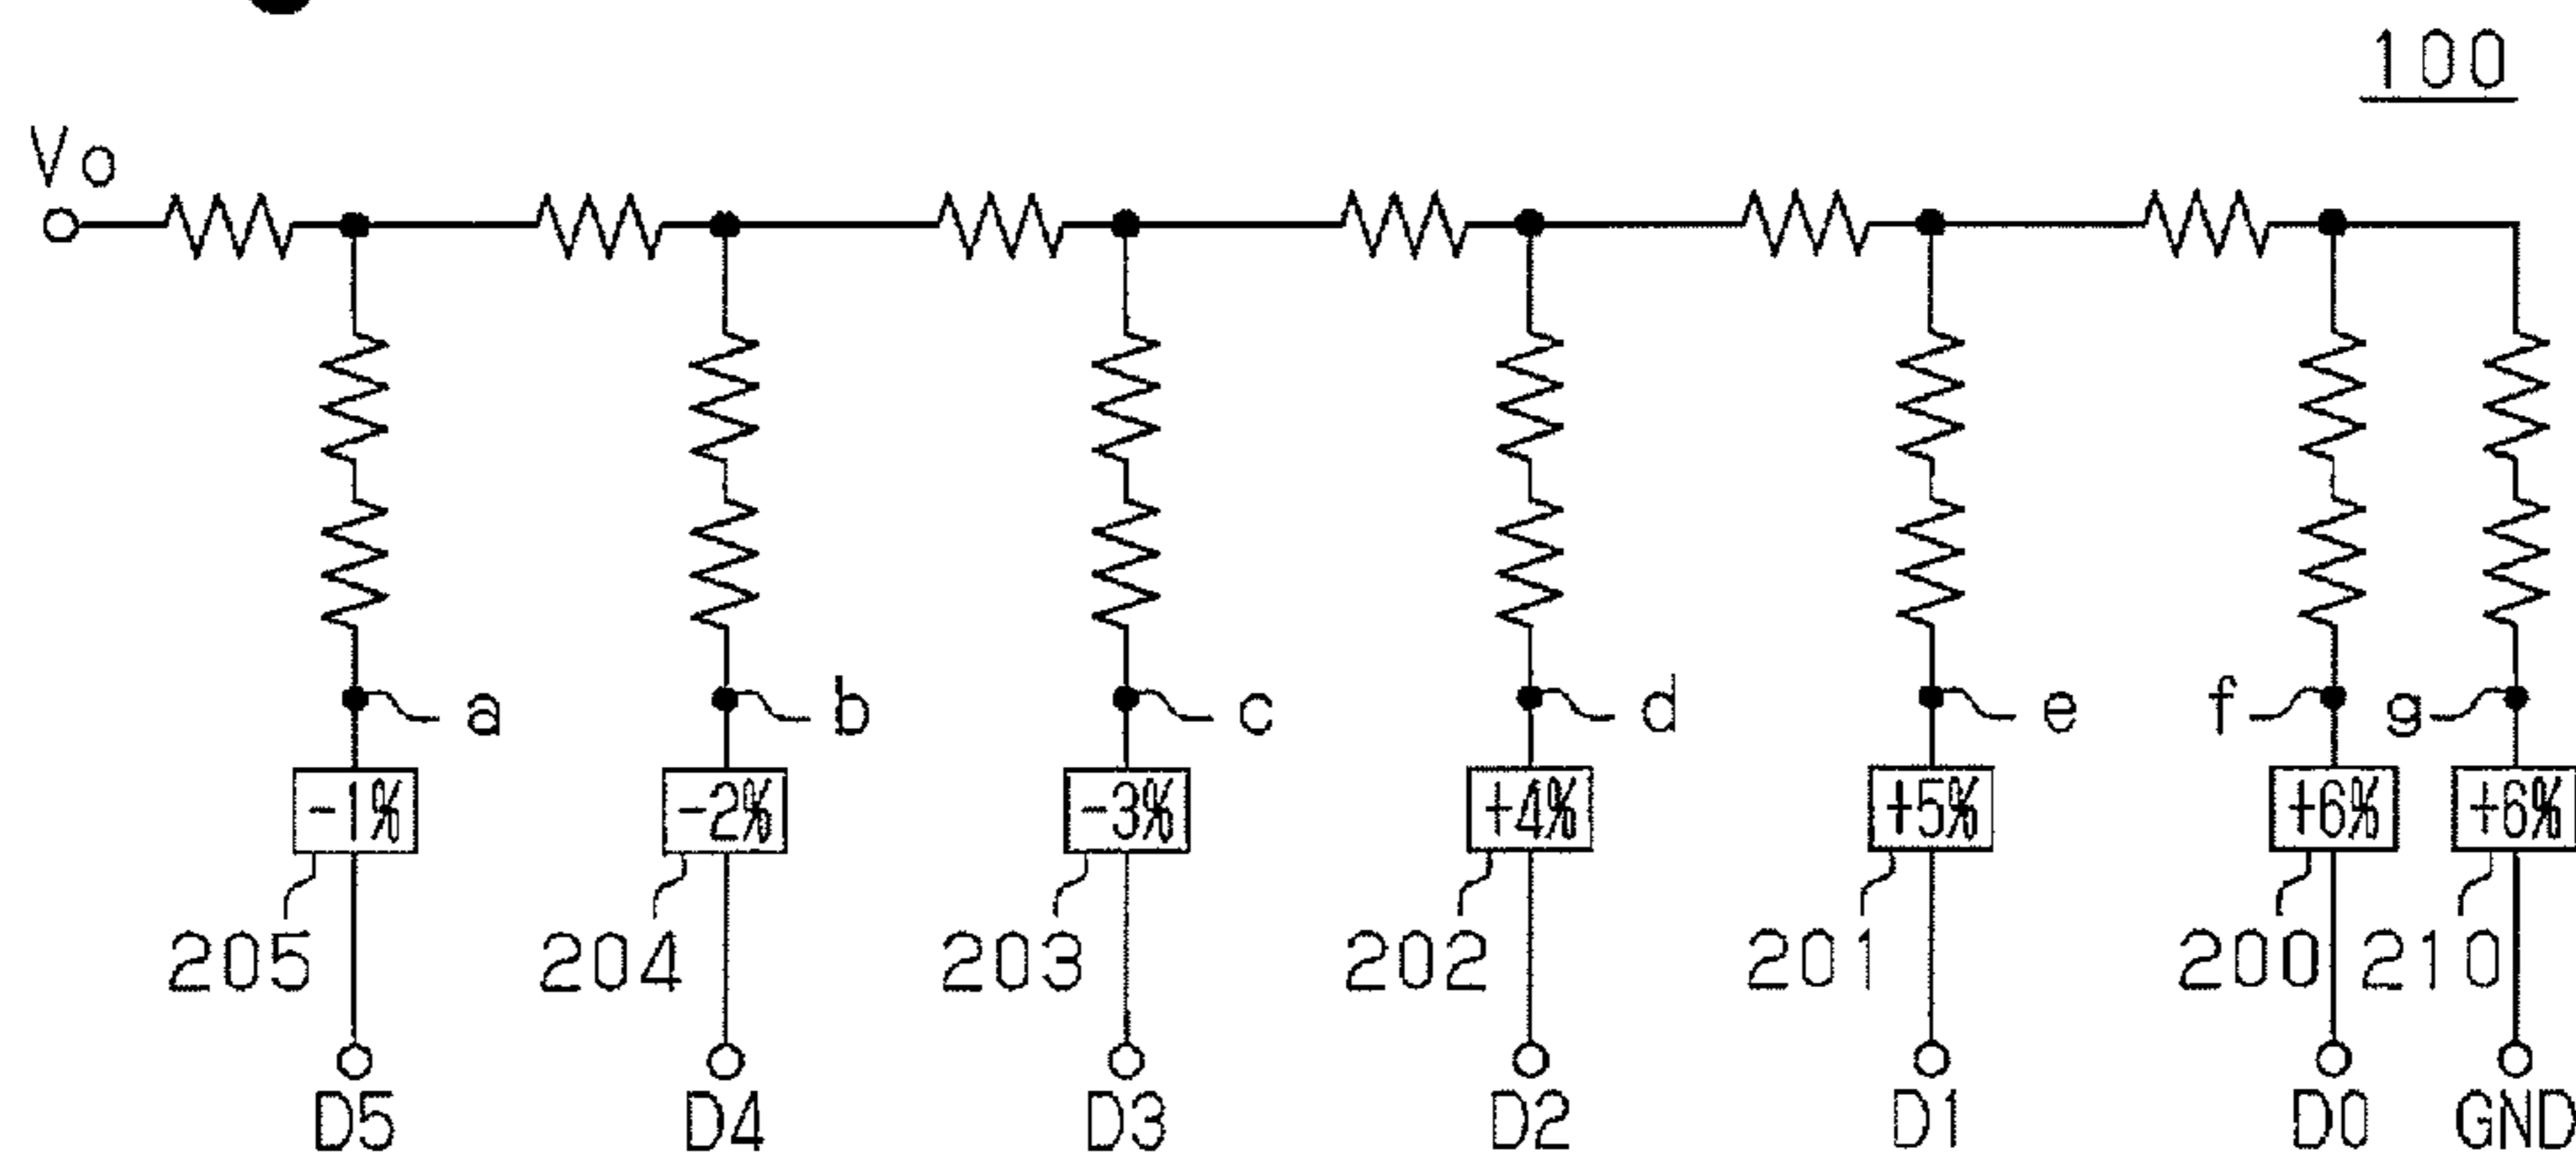 100
Vo
a b c d e f g
-1% -2% -3% +4% +5% +6% +6%
205 204 203 202 201 200 210
D5 D4 D3 D2 D1 D0 GND